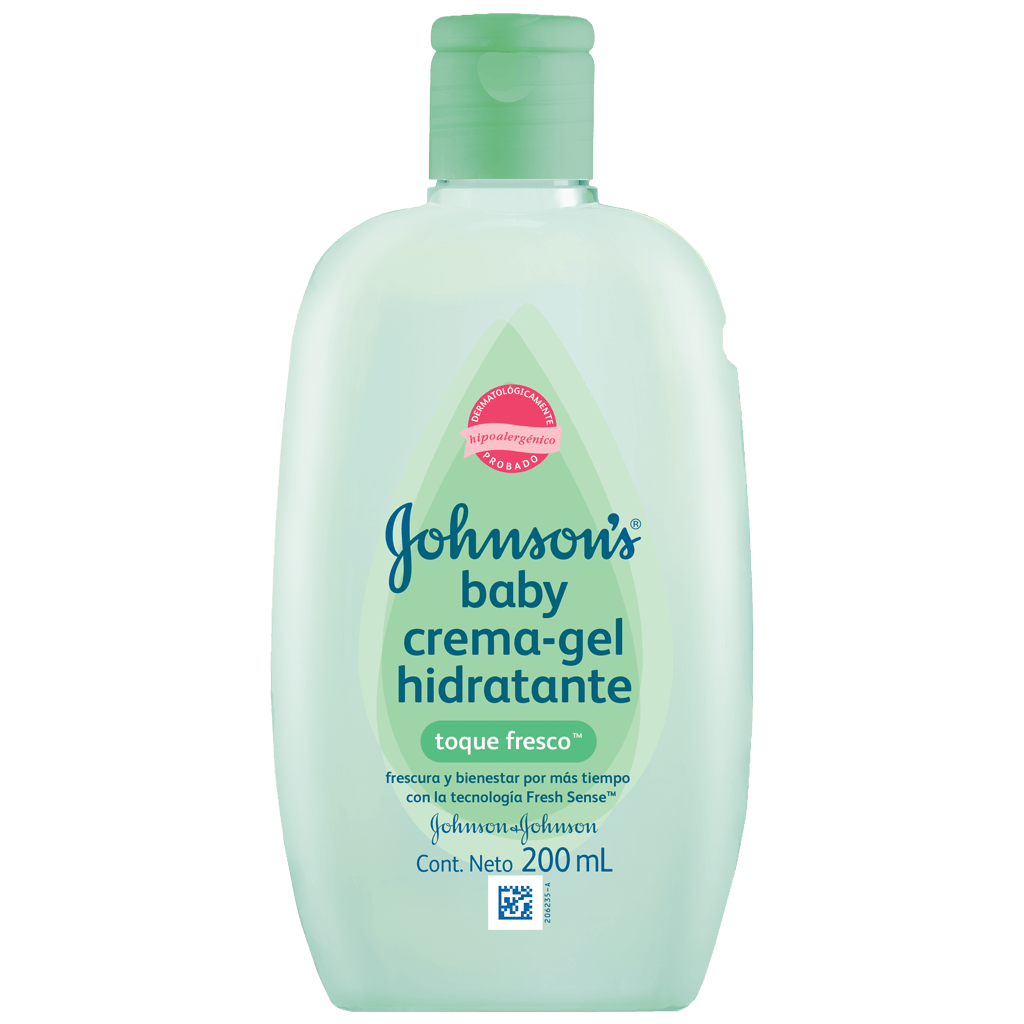 DERMATOLÓGICAMENTE
hipoalergénico
PROBADO
Johnson's®
baby
crema-gel
hidratante
toque fresco™
frescura y bienestar por más tiempo
con la tecnología Fresh Sense™
Johnson & Johnson
Cont. Neto 200 mL
206235-A